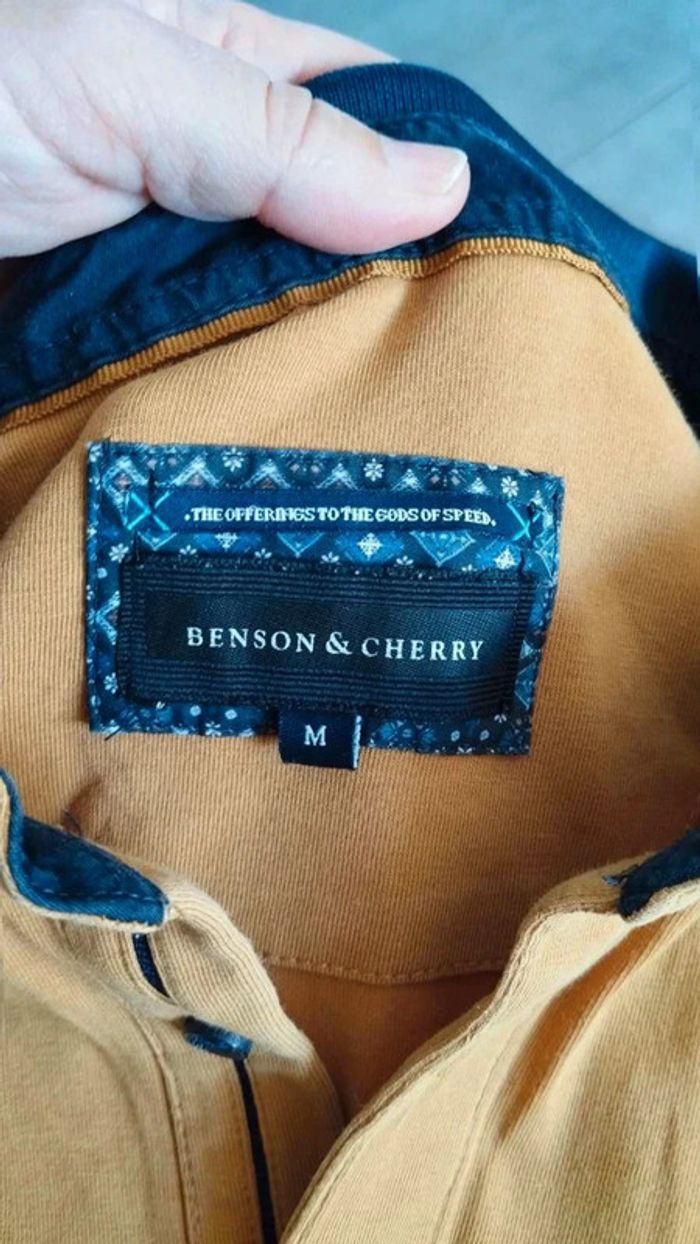 .THE OFFERINGS TO THE GODS OF SPEED.
BENSON & CHERRY
M